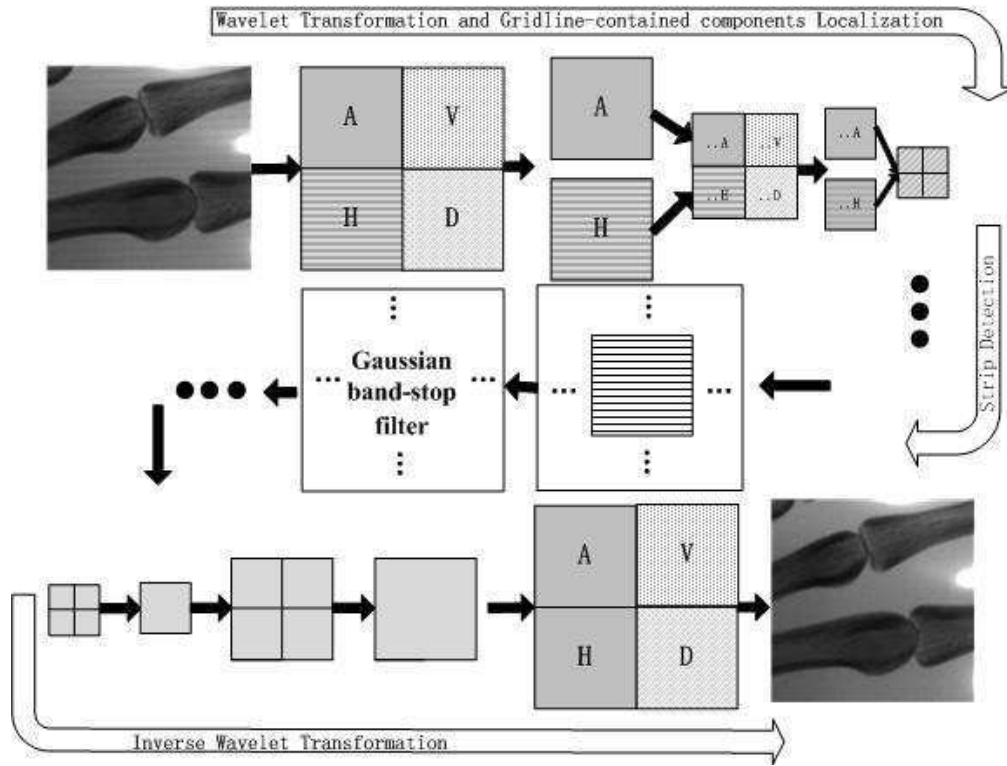 Wavelet Transformation and Gridline-contained components Localization
A V
H D
A
H
..A ..V
..H ..D
..A
..H
Strip Detection
...
... Gaussian ...
band-stop
filter
...
...
... ...
...
A V
H D
Inverse Wavelet Transformation